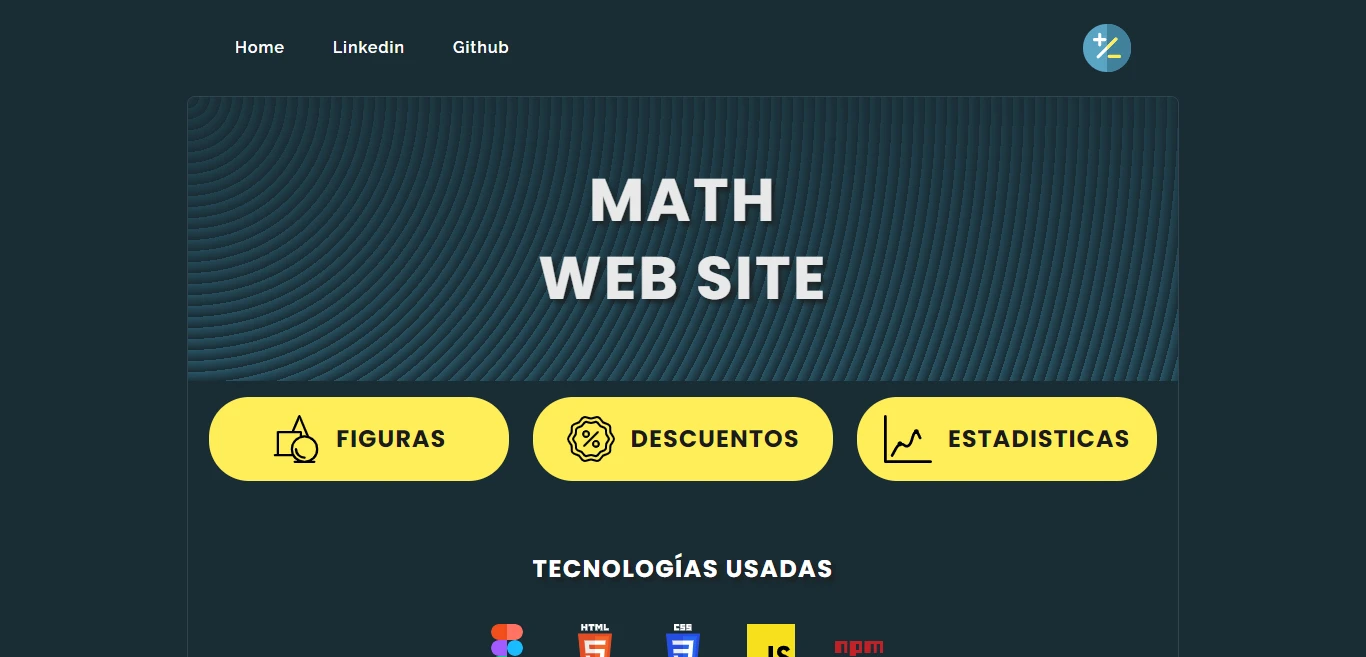 Home Linkedin Github
MATH
WEB SITE
FIGURAS DESCUENTOS ESTADISTICAS
TECNOLOGÍAS USADAS
HTML CSS
JS npm